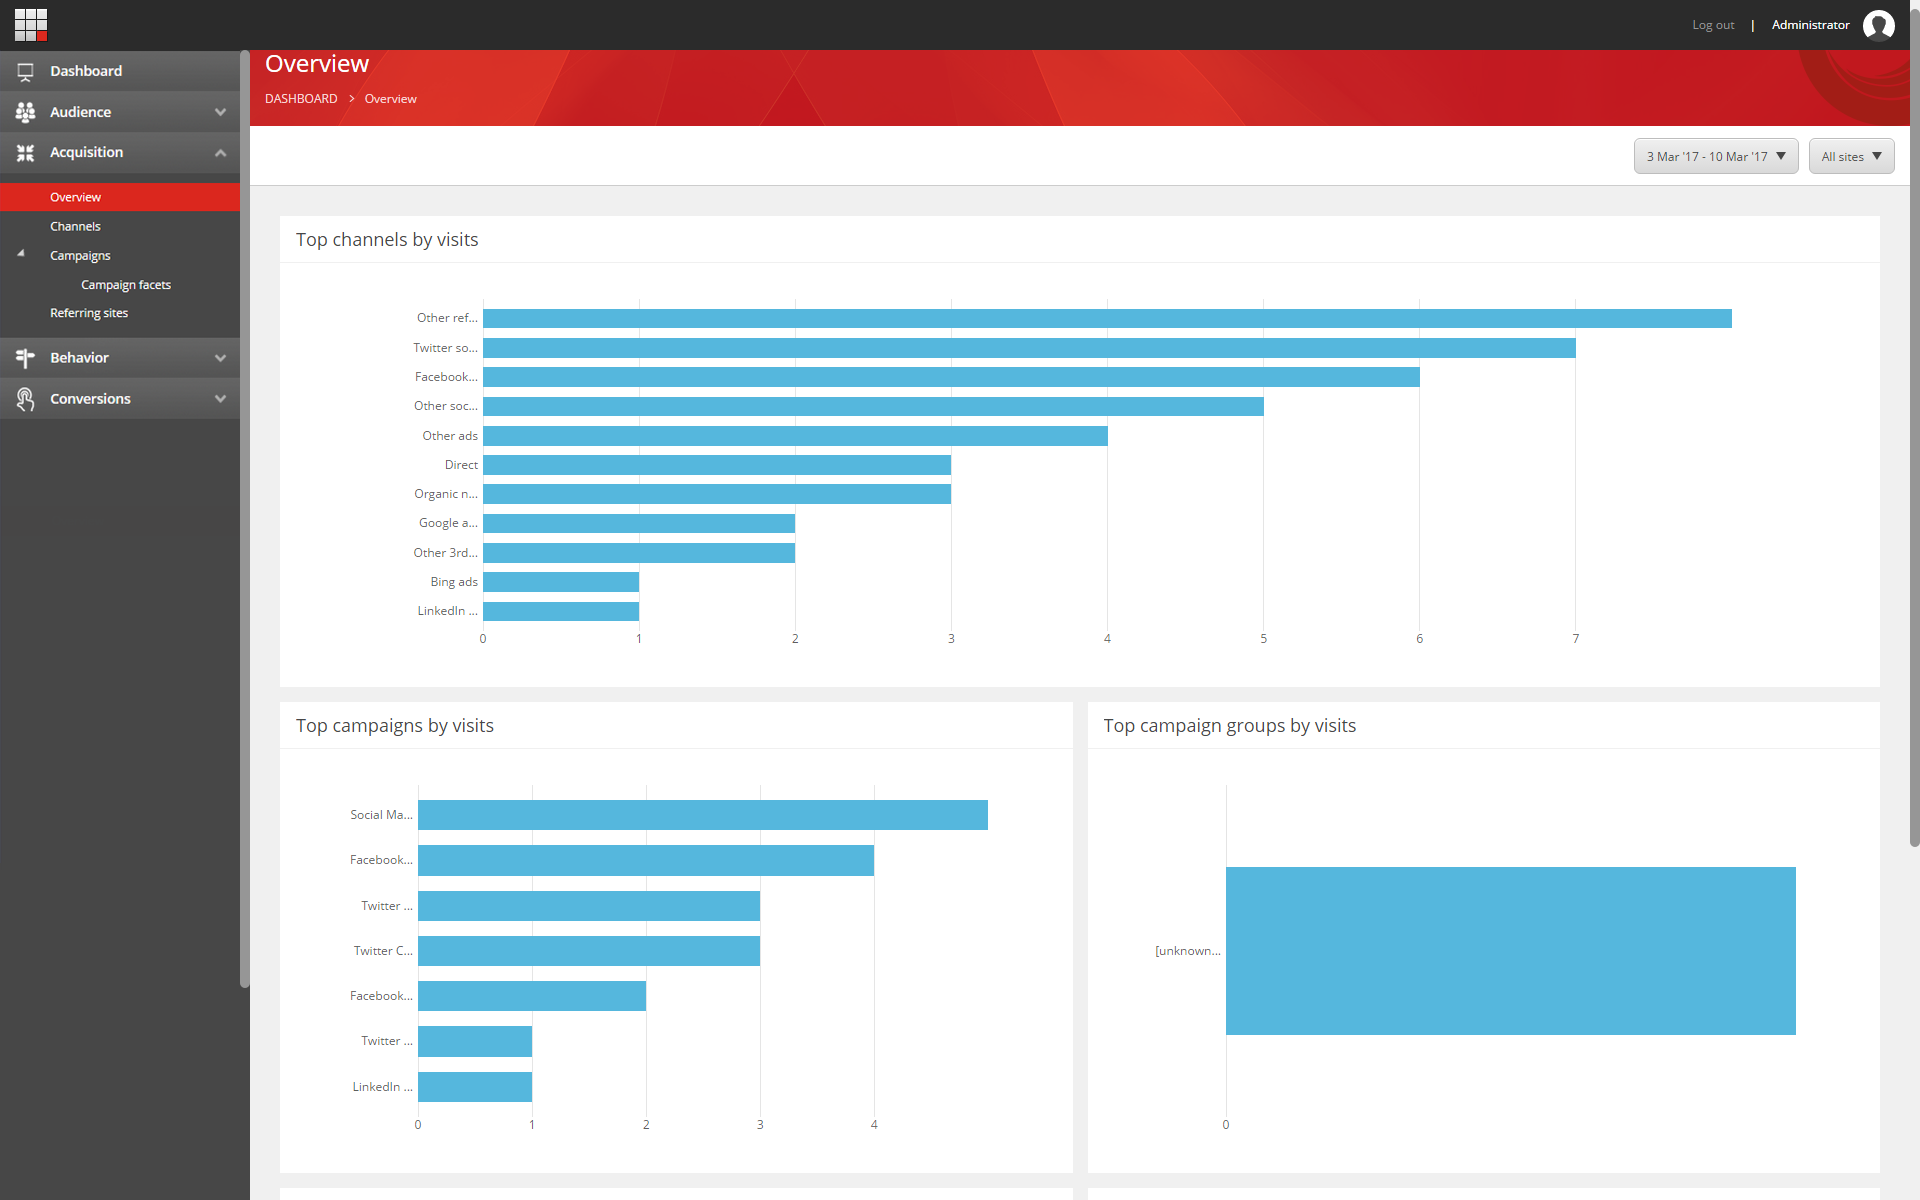 Log out | Administrator
Dashboard
Audience
Acquisition
Overview
Channels
Campaigns
Campaign facets
Referring sites
Behavior
Conversions
Overview
DASHBOARD > Overview
3 Mar '17 - 10 Mar '17
All sites
Top channels by visits
Other ref...
Twitter so...
Facebook...
Other soc...
Other ads
Direct
Organic n...
Google a...
Other 3rd...
Bing ads
LinkedIn ...
0 1 2 3 4 5 6 7
Top campaigns by visits
Social Ma...
Facebook...
Twitter ...
Twitter C...
Facebook...
Twitter ...
LinkedIn ...
0 1 2 3 4
Top campaign groups by visits
[unknown...
0